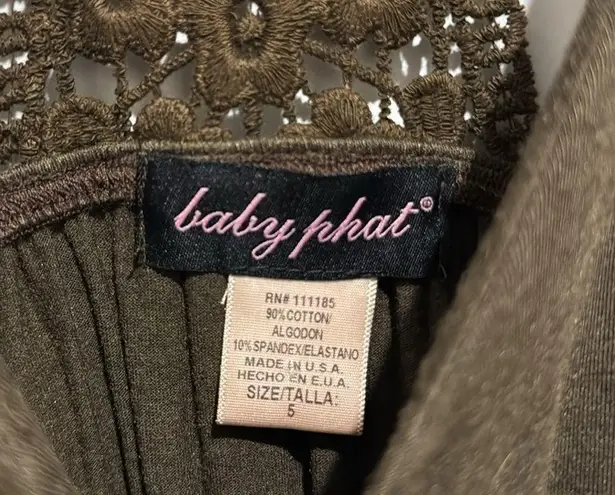 baby phat®
RN# 111185
90% COTTON/
ALGODON
10% SPANDEX/ELASTANO
MADE IN U.S.A.
HECHO EN E.U.A.
SIZE/TALLA:
5